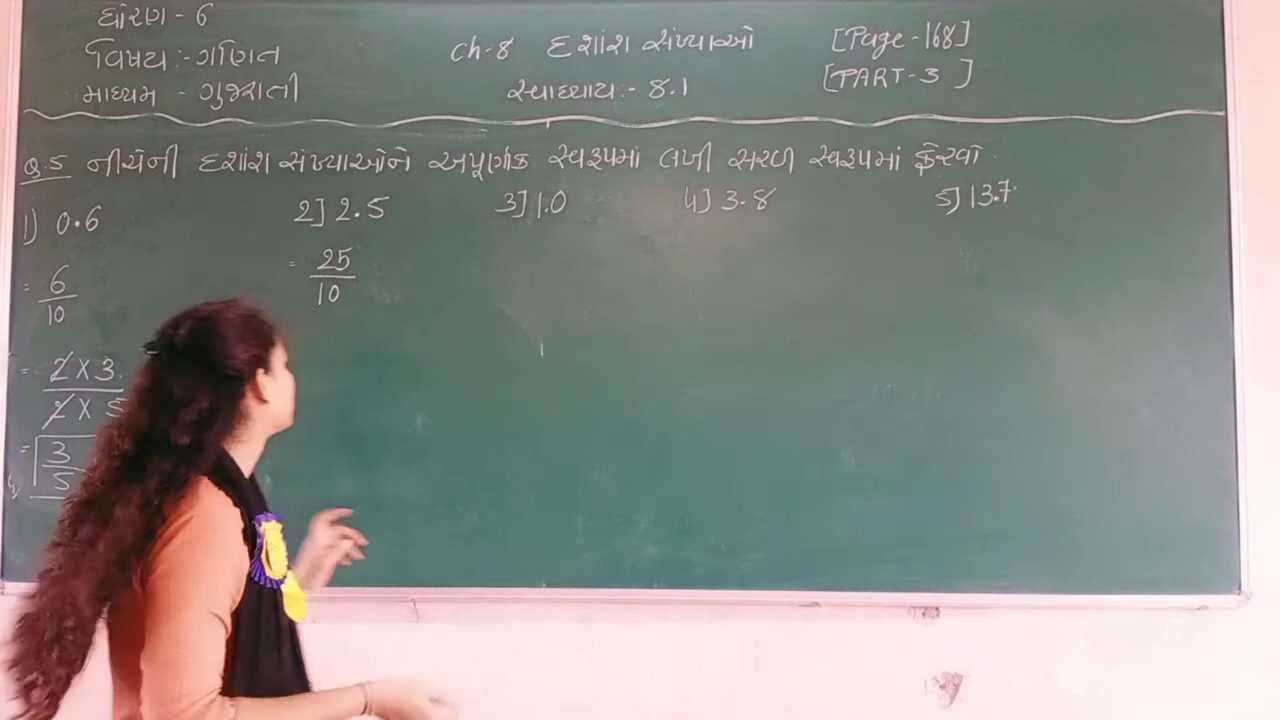 ધોરણ - 6
વિષય :- ગણિત
માધ્યમ - ગુજરાતી
ch-8 દશાંશ સંખ્યાઓ
સ્વાધ્યાય :- 8.1
[Page-168]
[PART-3]
Q.5 નીચેની દશાંશ સંખ્યાઓને અપૂર્ણાંક સ્વરૂપમાં લખી સરળ સ્વરૂપમાં ફેરવો.
1) 0.6
2] 2.5
3] 1.0
4] 3.8
5] 13.7
= 6/10
= 25/10
= 2 X 3 / 2 X 5
= 3/5